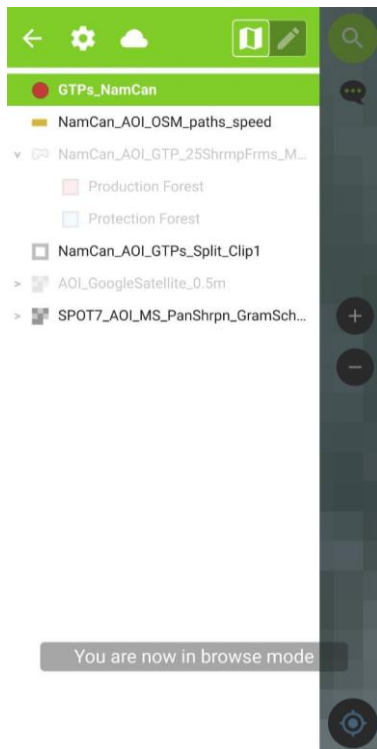 GTPs_NamCan
NamCan_AOI_OSM_paths_speed
NamCan_AOI_GTP_25ShrmpFrms_M...
Production Forest
Protection Forest
NamCan_AOI_GTPs_Split_Clip1
AOI_GoogleSatellite_0.5m
SPOT7_AOI_MS_PanShrpn_GramSch...
You are now in browse mode